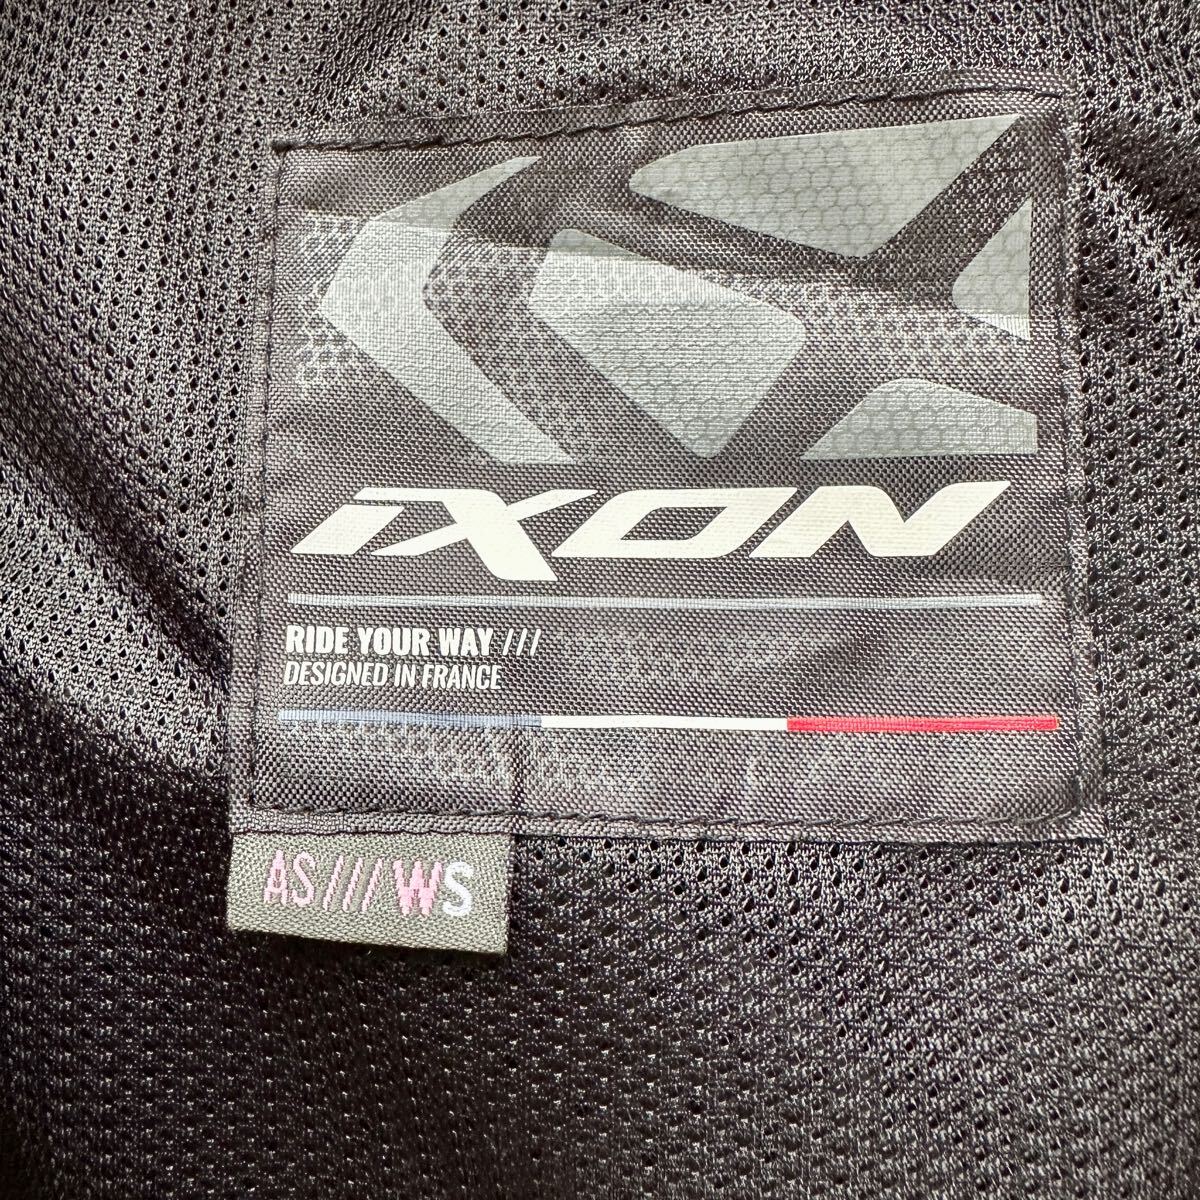 iXON
RIDE YOUR WAY ///
DESIGNED IN FRANCE
AS///WS